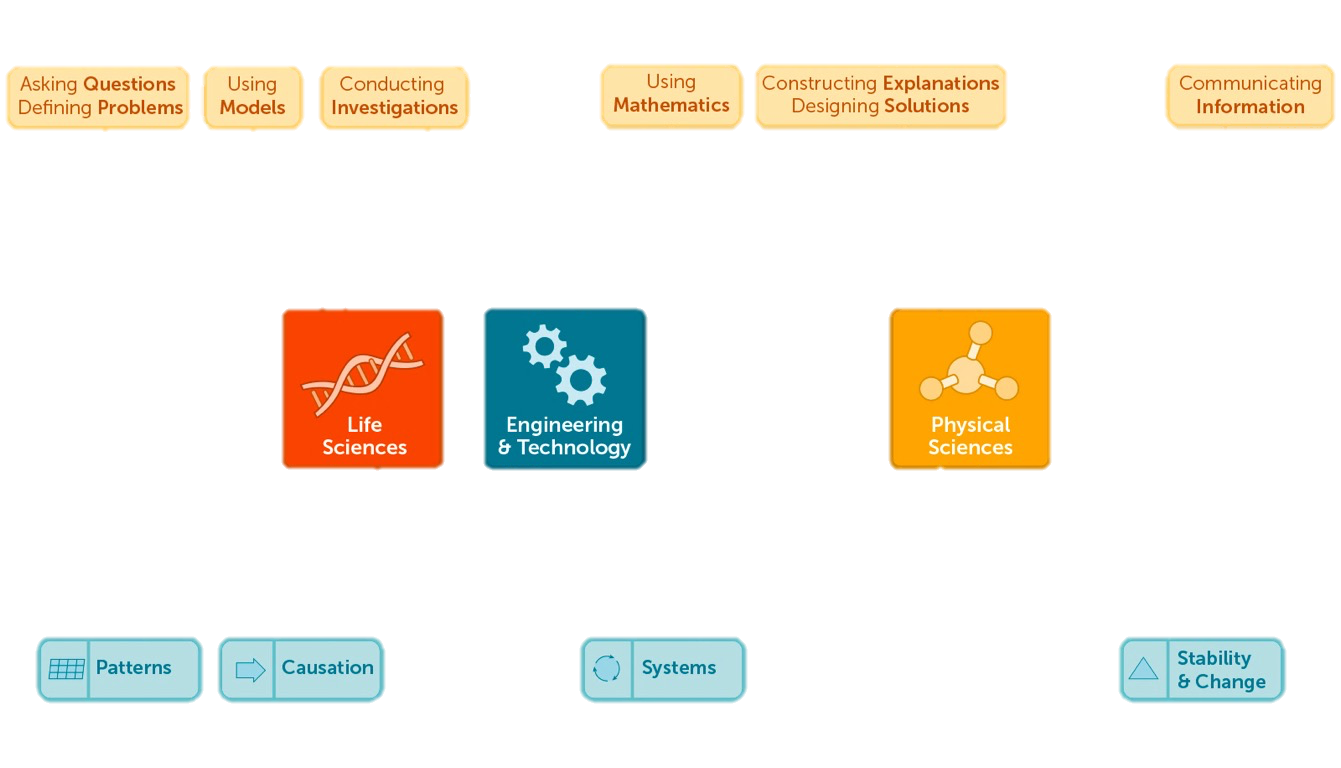 Asking Questions
Defining Problems
Using
Models
Conducting
Investigations
Using
Mathematics
Constructing Explanations
Designing Solutions
Communicating
Information
Life
Sciences
Engineering
& Technology
Physical
Sciences
Patterns
Causation
Systems
Stability
& Change